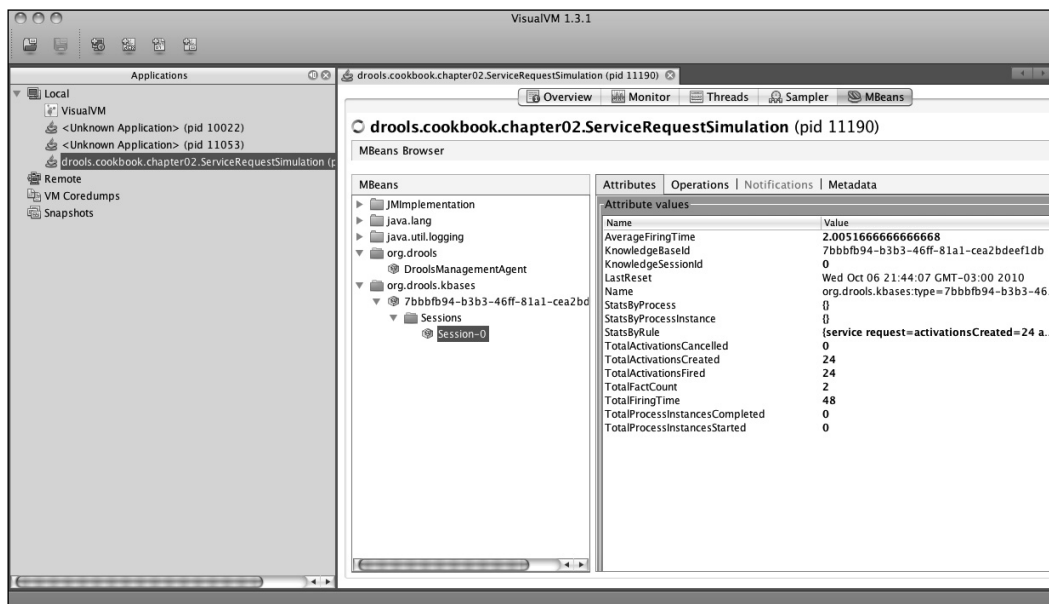 VisualVM 1.3.1
Applications
Local
VisualVM
<Unknown Application> (pid 10022)
<Unknown Application> (pid 11053)
drools.cookbook.chapter02.ServiceRequestSimulation (p
Remote
VM Coredumps
Snapshots
drools.cookbook.chapter02.ServiceRequestSimulation (pid 11190)
Overview Monitor Threads Sampler MBeans
drools.cookbook.chapter02.ServiceRequestSimulation (pid 11190)
MBeans Browser
MBeans
JMImplementation
java.lang
java.util.logging
org.drools
DroolsManagementAgent
org.drools.kbases
7bbbfb94-b3b3-46ff-81a1-cea2bd
Sessions
Session-0
Attributes Operations Notifications Metadata
Attribute values
Name Value
AverageFiringTime 2.0051666666666668
KnowledgeBaseId 7bbbfb94-b3b3-46ff-81a1-cea2bdeef1db
KnowledgeSessionId 0
LastReset Wed Oct 06 21:44:07 GMT-03:00 2010
Name org.drools.kbases:type=7bbbfb94-b3b3-46.
StatsByProcess {}
StatsByProcessInstance {}
StatsByRule {service request=activationsCreated=24 a..
TotalActivationsCancelled 0
TotalActivationsCreated 24
TotalActivationsFired 24
TotalFactCount 2
TotalFiringTime 48
TotalProcessInstancesCompleted 0
TotalProcessInstancesStarted 0